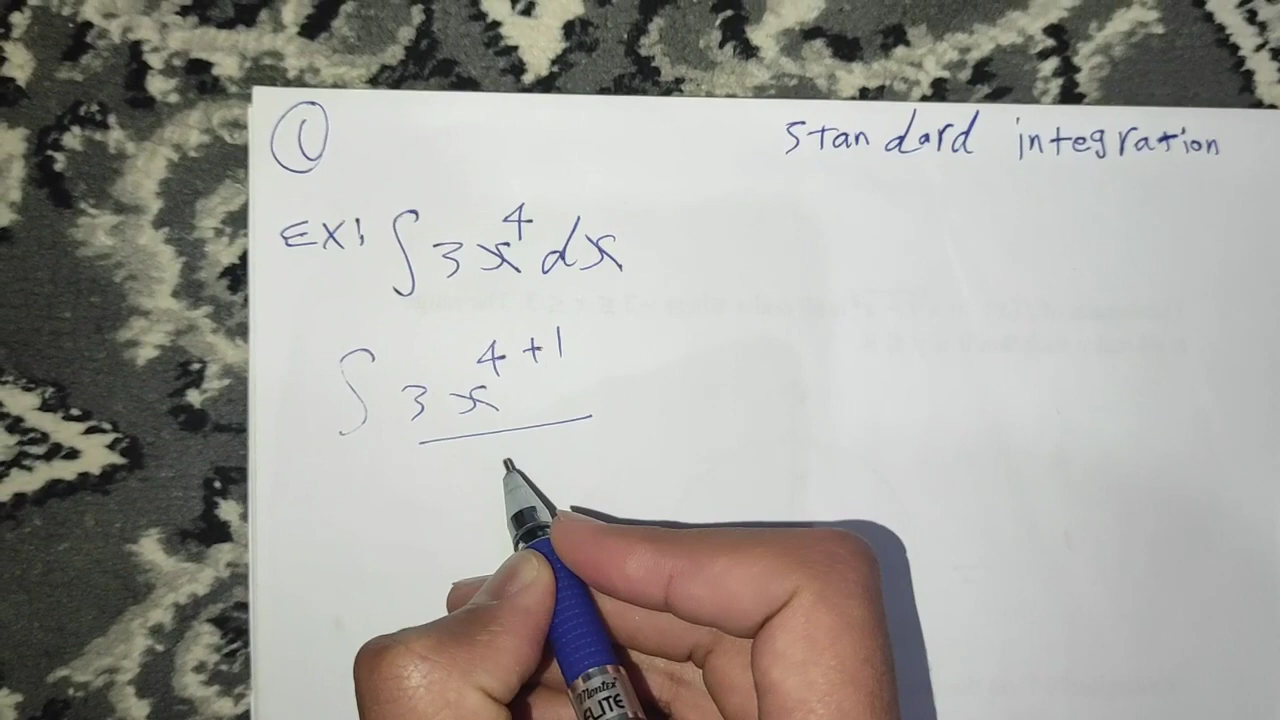 ①
standard integration
EX: ∫3x⁴dx
∫3x⁴⁺¹
Montex
ELITE